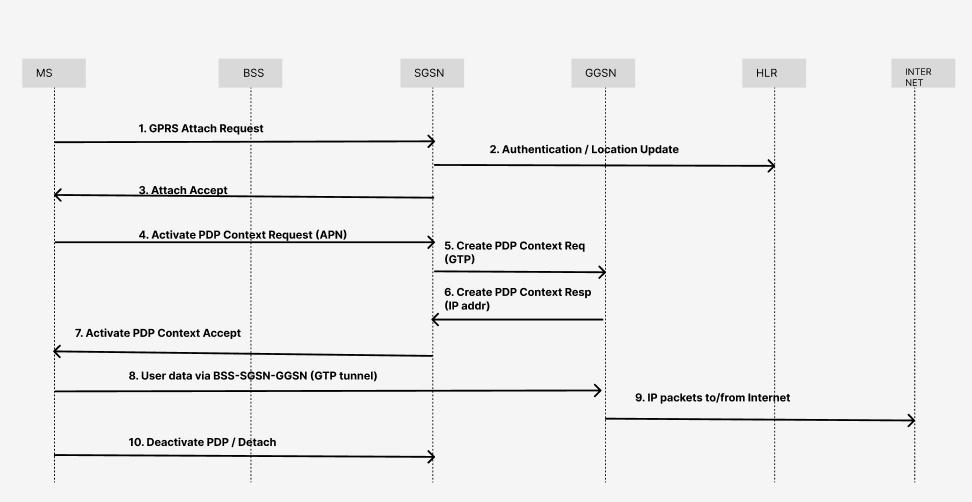 MS
BSS
SGSN
GGSN
HLR
INTER
NET
1. GPRS Attach Request
2. Authentication / Location Update
3. Attach Accept
4. Activate PDP Context Request (APN)
5. Create PDP Context Req
(GTP)
6. Create PDP Context Resp
(IP addr)
7. Activate PDP Context Accept
8. User data via BSS-SGSN-GGSN (GTP tunnel)
9. IP packets to/from Internet
10. Deactivate PDP / Detach